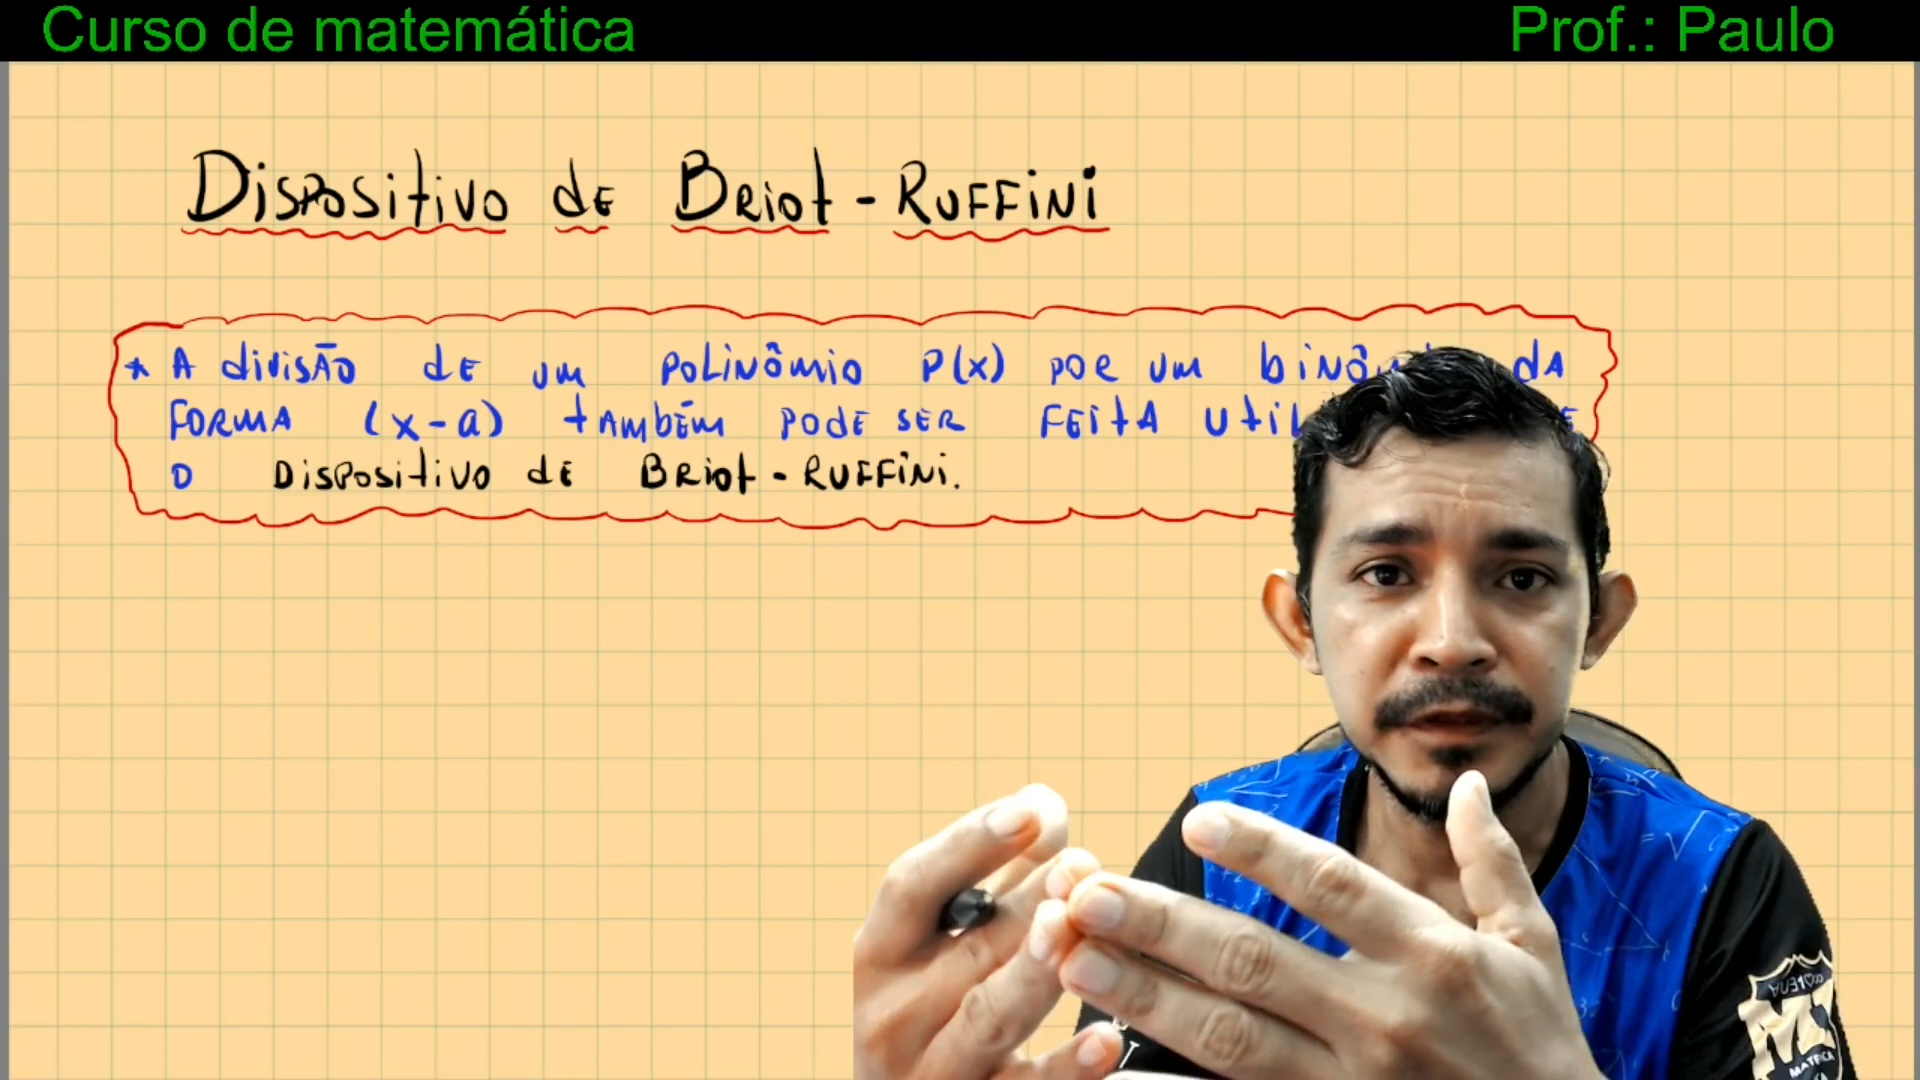 Curso de matemática
Prof.: Paulo
Dispositivo de Briot-Ruffini
* A divisão de um polinômio P(x) por um da
forma (x-a) também pode ser feita
o Dispositivo de Briot-Ruffini.